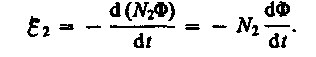 ℰ₂ = − d (N₂Φ) / dt = − N₂ dΦ / dt.